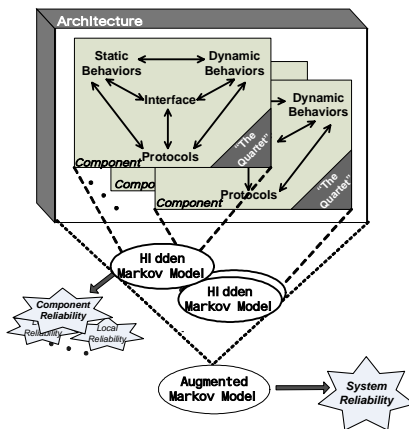 Architecture
Static
Behaviors
Dynamic
Behaviors
Interface
Protocols
"The
Quartet"
Component
Dynamic
Behaviors
Protocols
"The
Quartet"
Compo
Component
Hidden
Markov Model
Hidden
Markov Model
Component
Reliability
Reliability
Local
Reliability
Augmented
Markov Model
System
Reliability